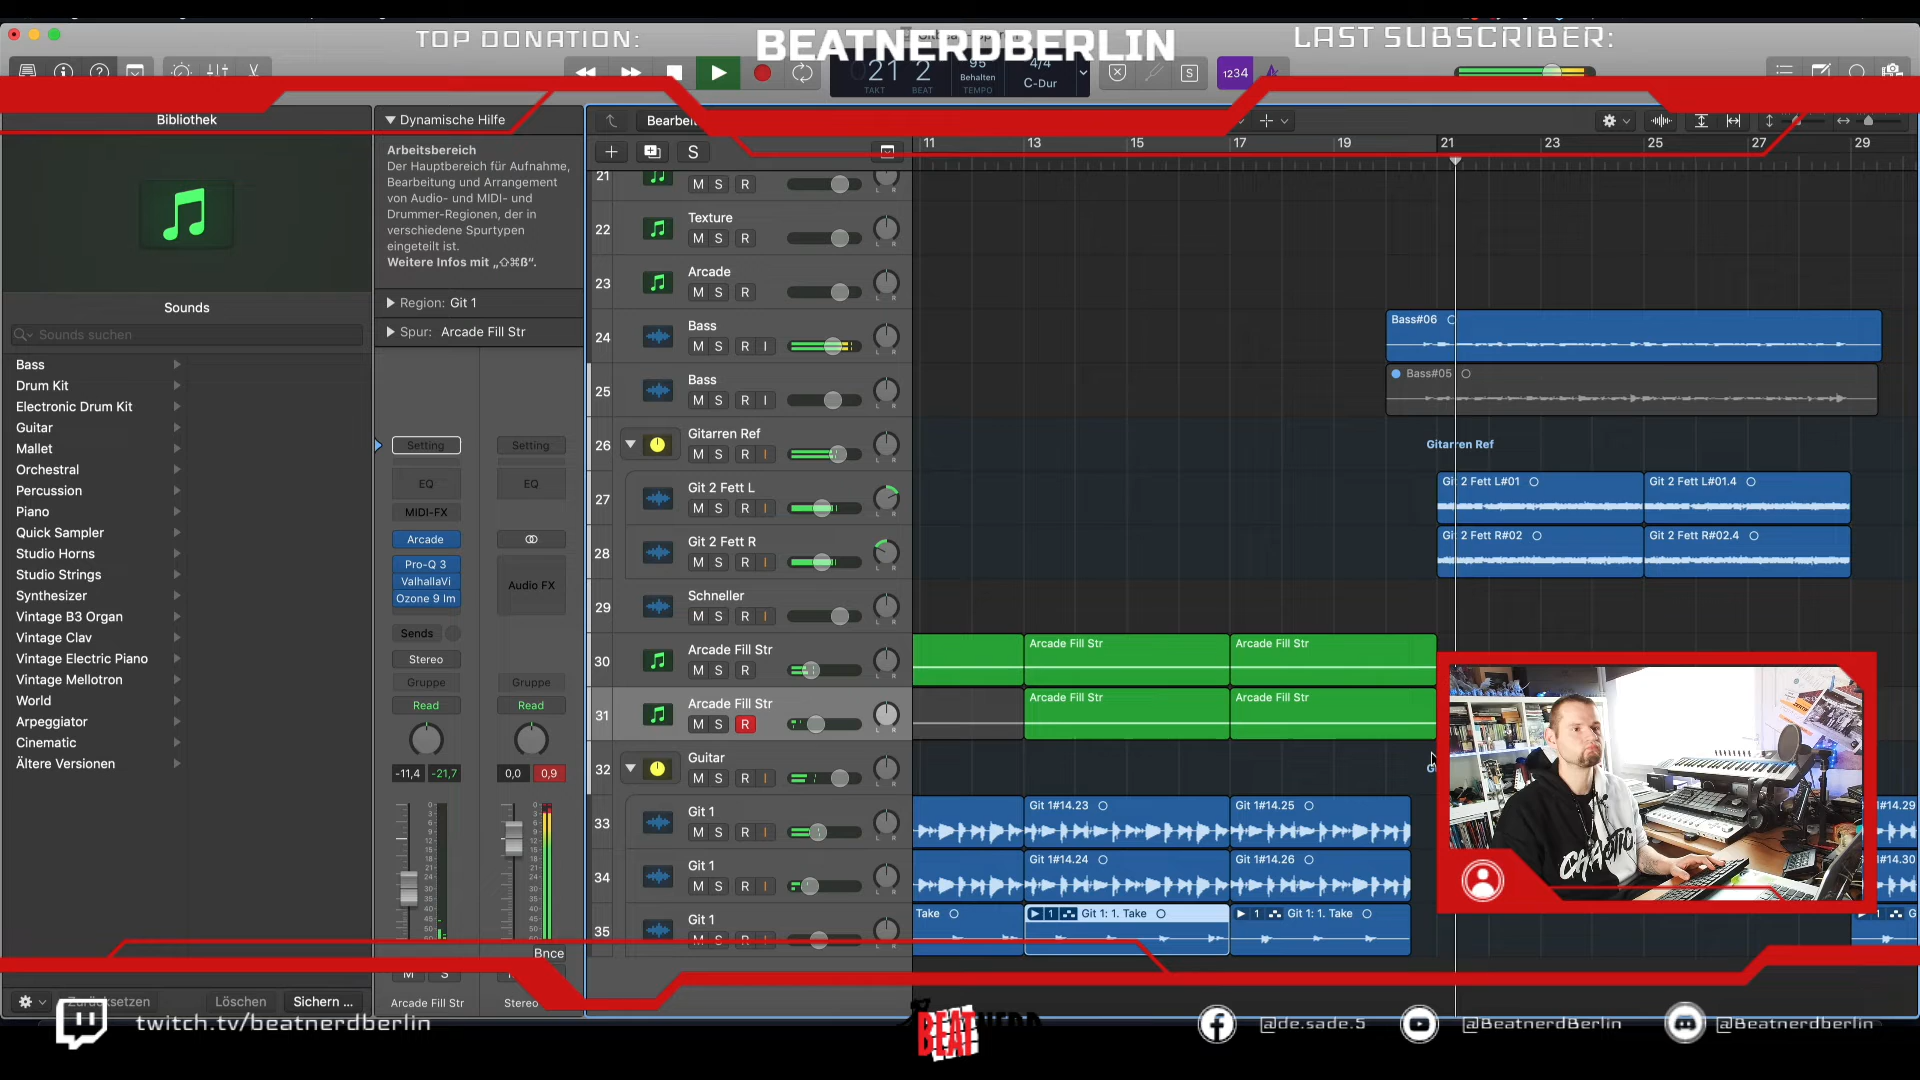 TOP DONATION:
BEATNERDBERLIN
LAST SUBSCRIBER:
21 2
TAKT
BEAT
95
Behalten
TEMPO
4/4
C-Dur
S
1234
Bibliothek
Dynamische Hilfe
Arbeitsbereich
Der Hauptbereich für Aufnahme,
Bearbeitung und Arrangement
von Audio- und MIDI- und
Drummer-Regionen, der in
verschiedene Spurtypen
eingeteilt ist.
Weitere Infos mit „⇧⌘ß“.
Region: Git 1
Spur: Arcade Fill Str
Sounds
Sounds suchen
Bass
Drum Kit
Electronic Drum Kit
Guitar
Mallet
Orchestral
Percussion
Piano
Quick Sampler
Studio Horns
Studio Strings
Synthesizer
Vintage B3 Organ
Vintage Clav
Vintage Electric Piano
Vintage Mellotron
World
Arpeggiator
Cinematic
Ältere Versionen
Zurücksetzen
Löschen
Sichern ...
Setting
Setting
EQ
EQ
MIDI-FX
Arcade
Pro-Q 3
ValhallaVi
Ozone 9 Im
Audio FX
Sends
Stereo
Gruppe
Gruppe
Read
Read
-11,4 -21,7
0,0 0,9
Bnce
M S
Arcade Fill Str
Stereo
S
11 13 15 17 19 21 23 25 27 29
21
M S R
22 Texture
M S R
23 Arcade
M S R
24 Bass
M S R I
Bass#06
25 Bass
M S R I
Bass#05
26 Gitarren Ref
M S R I
Gitarren Ref
27 Git 2 Fett L
M S R I
Git 2 Fett L#01
Git 2 Fett L#01.4
28 Git 2 Fett R
M S R I
Git 2 Fett R#02
Git 2 Fett R#02.4
29 Schneller
M S R I
30 Arcade Fill Str
M S R
Arcade Fill Str
Arcade Fill Str
31 Arcade Fill Str
M S R
Arcade Fill Str
Arcade Fill Str
32 Guitar
M S R I
33 Git 1
M S R I
Git 1#14.23
Git 1#14.25
#14.29
34 Git 1
M S R I
Git 1#14.24
Git 1#14.26
#14.30
35 Git 1
M S R I
Take
1 Git 1: 1. Take
1 Git 1: 1. Take
CHAOTIC
twitch.tv/beatnerdberlin
BEATNERD
@de.sade.5
@BeatnerdBerlin
@Beatnerdberlin